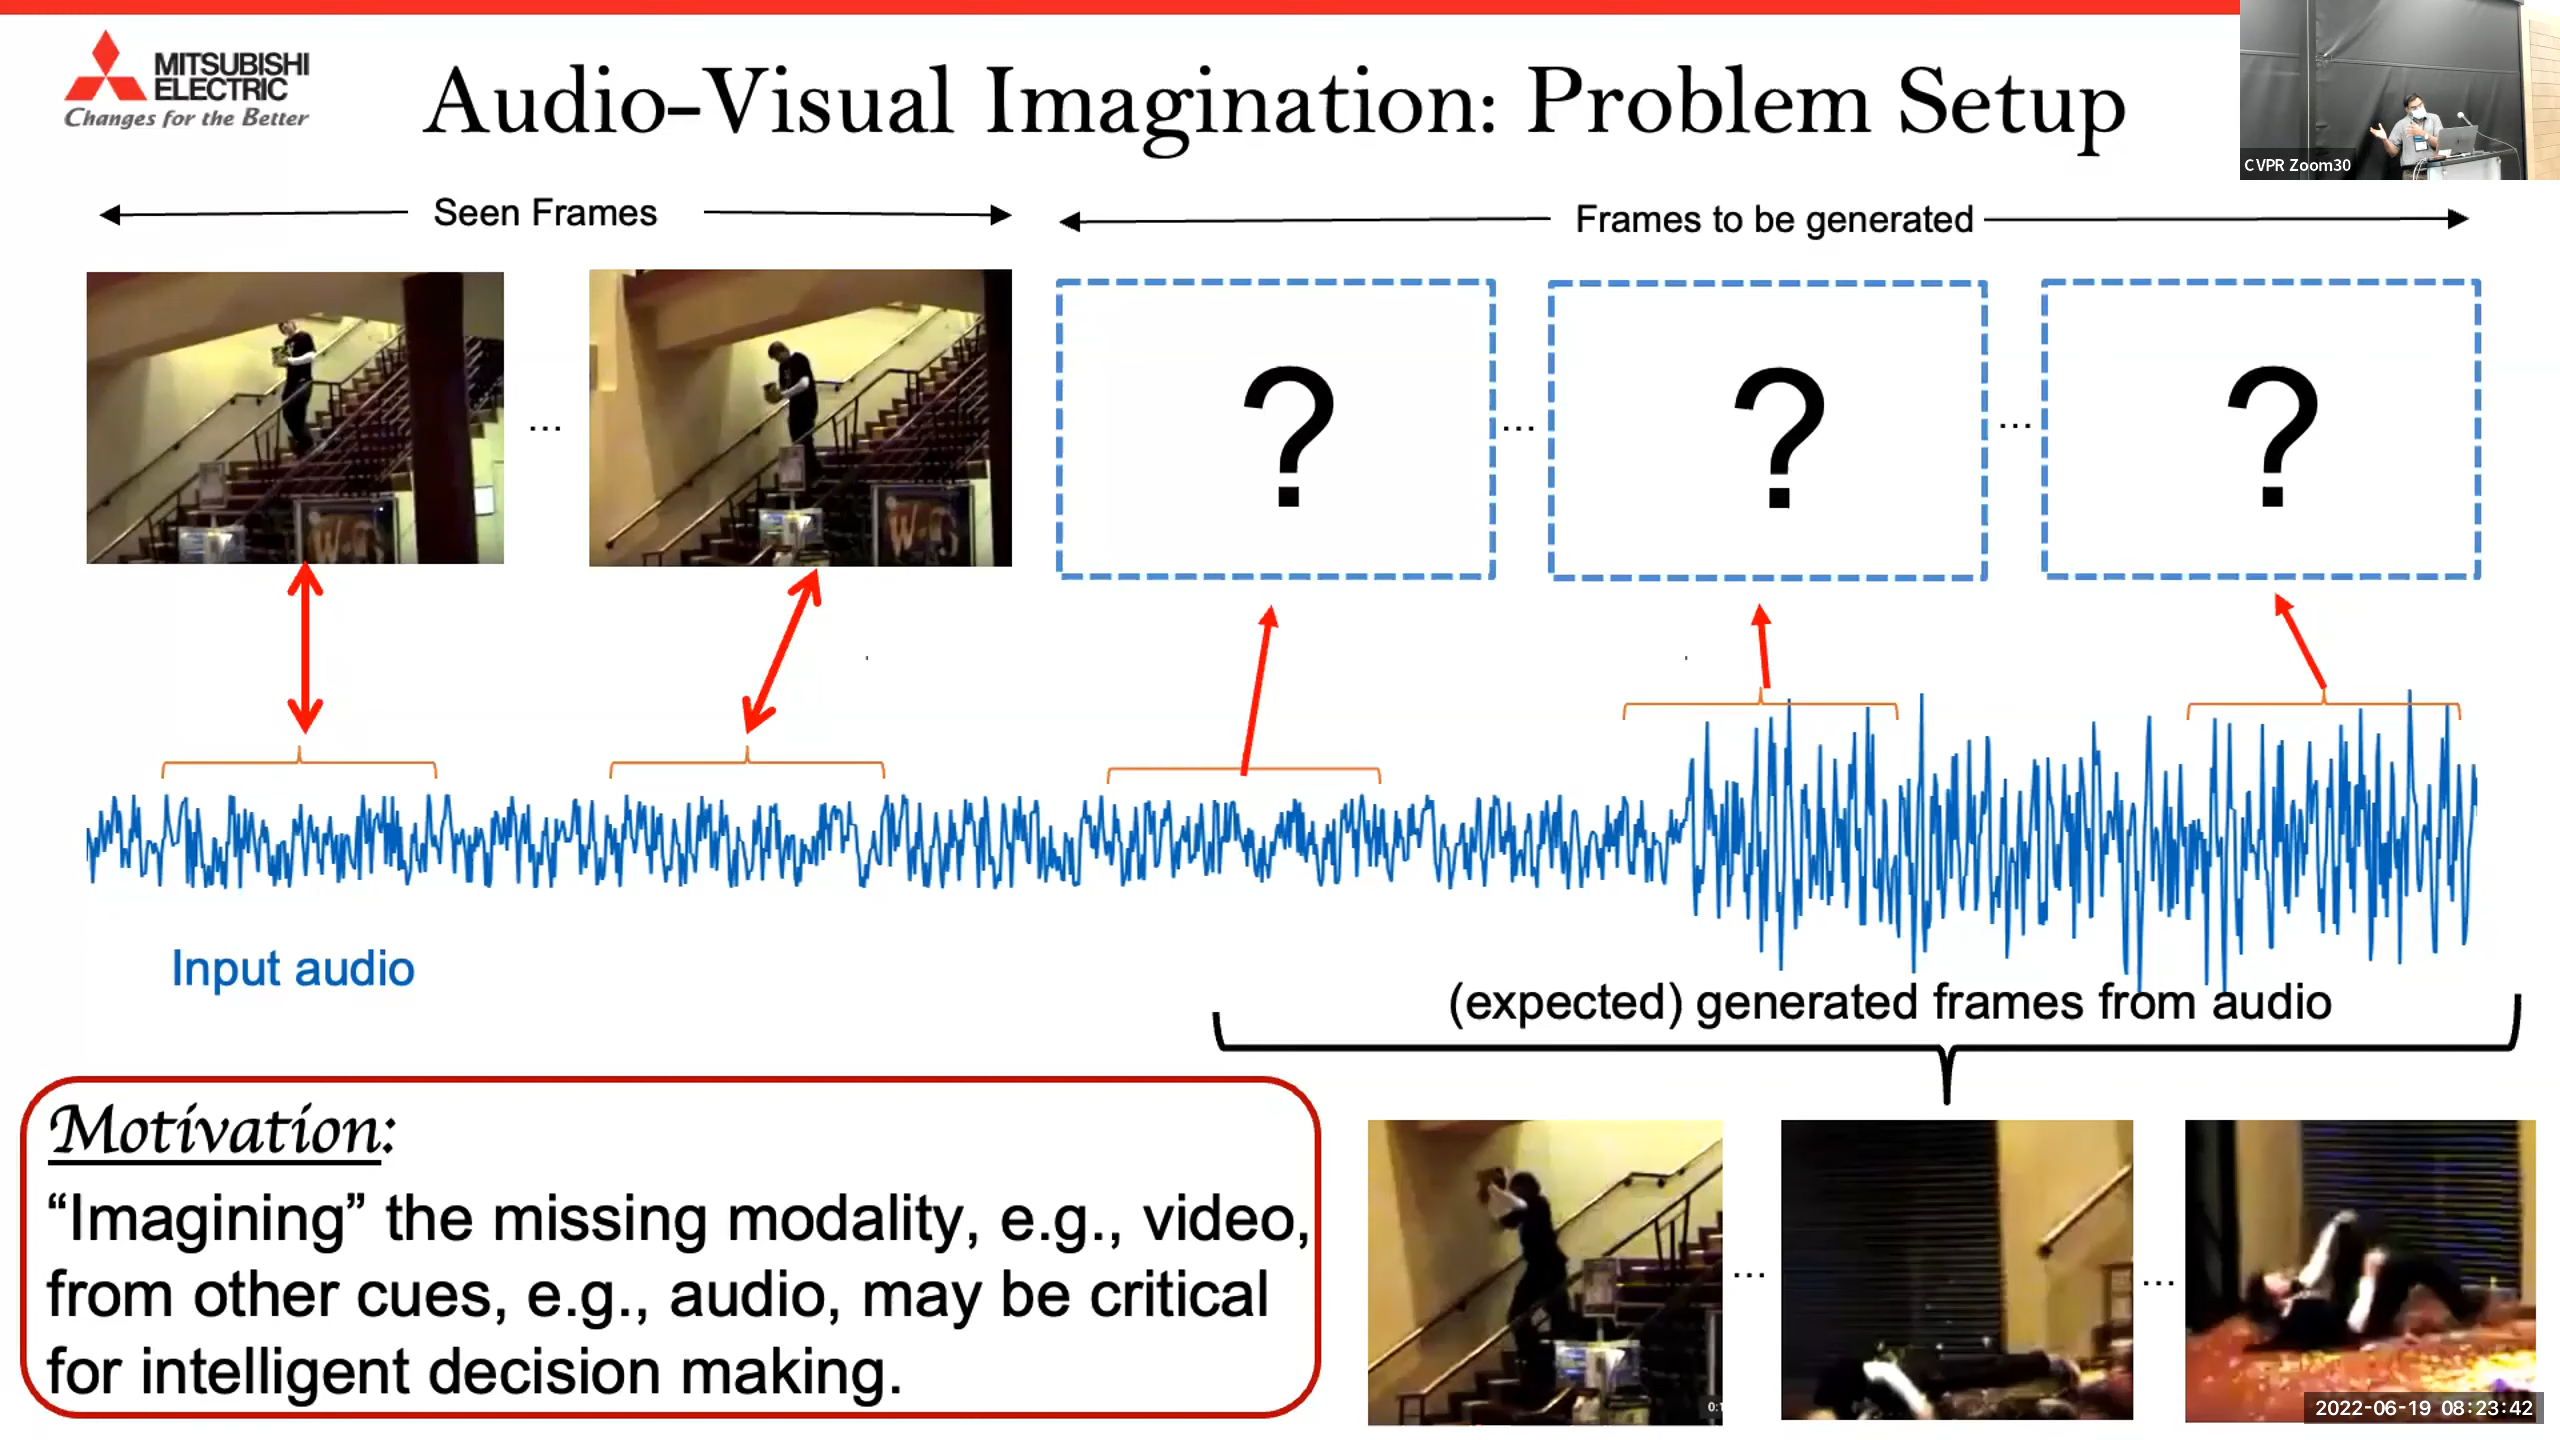 MITSUBISHI
ELECTRIC
Changes for the Better
Audio-Visual Imagination: Problem Setup
CVPR Zoom30
Seen Frames
Frames to be generated
...
?
...
?
...
?
Input audio
(expected) generated frames from audio
Motivation:
“Imagining” the missing modality, e.g., video,
from other cues, e.g., audio, may be critical
for intelligent decision making.
...
...
2022-06-19 08:23:42